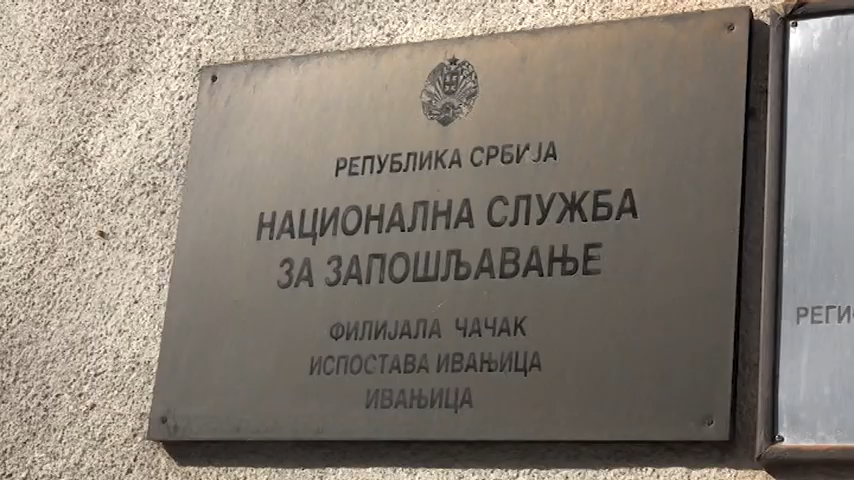 РЕПУБЛИКА СРБИЈА
НАЦИОНАЛНА СЛУЖБА
ЗА ЗАПОШЉАВАЊЕ
ФИЛИЈАЛА ЧАЧАК
ИСПОСТАВА ИВАЊИЦА
ИВАЊИЦА